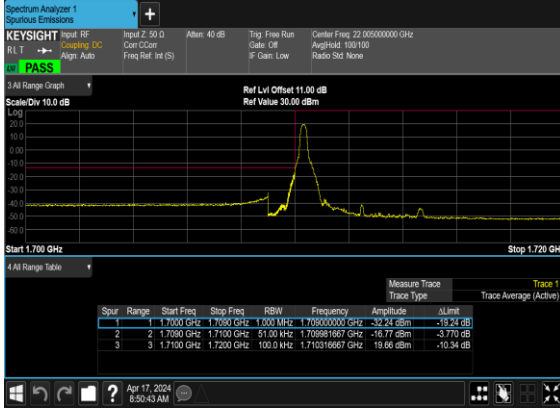 Spectrum Analyzer 1
Spurious Emissions
+
KEYSIGHT Input: RF Input Z: 50 Ω Atten: 40 dB Trig: Free Run Center Freq: 22.005000000 GHz
RLT Coupling: DC Corr CCorr Gate: Off Avg|Hold: 100/100
Align: Auto Freq Ref: Int (S) IF Gain: Low Radio Std: None
LXI PASS
3.All Range Graph
Ref Lvl Offset 11.00 dB
Scale/Div 10.0 dB Ref Value 30.00 dBm
Log
20.0
10.0
0.00
-10.0
-20.0
-30.0
-40.0
-50.0
-60.0
Start 1.700 GHz Stop 1.720 GHz
4.All Range Table
Measure Trace Trace 1
Trace Type Trace Average (Active)
Spur Range Start Freq Stop Freq RBW Frequency Amplitude ΔLimit
1 1 1.7000 GHz 1.7090 GHz 1.000 MHz 1.709000000 GHz -32.24 dBm -19.24 dB
2 2 1.7090 GHz 1.7100 GHz 51.00 kHz 1.709981667 GHz -16.77 dBm -3.770 dB
3 3 1.7100 GHz 1.7200 GHz 100.0 kHz 1.710316667 GHz 19.66 dBm -10.34 dB
? Apr 17, 2024
8:50:43 AM